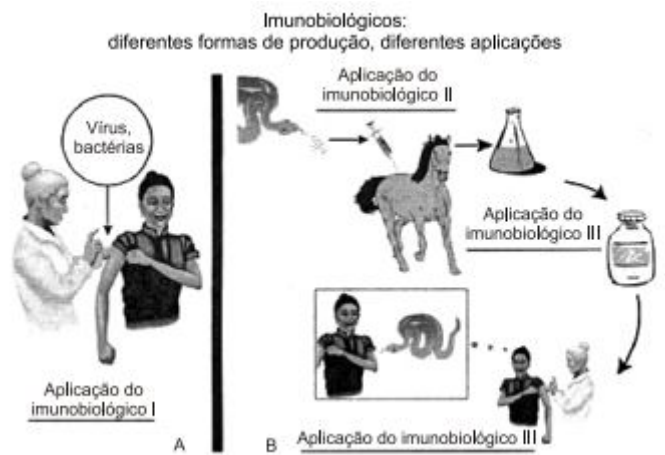 Imunobiológicos:
diferentes formas de produção, diferentes aplicações
Vírus,
bactérias
Aplicação do
imunobiológico I
A
Aplicação do
imunobiológico II
Aplicação do
imunobiológico III
B
Aplicação do imunobiológico III